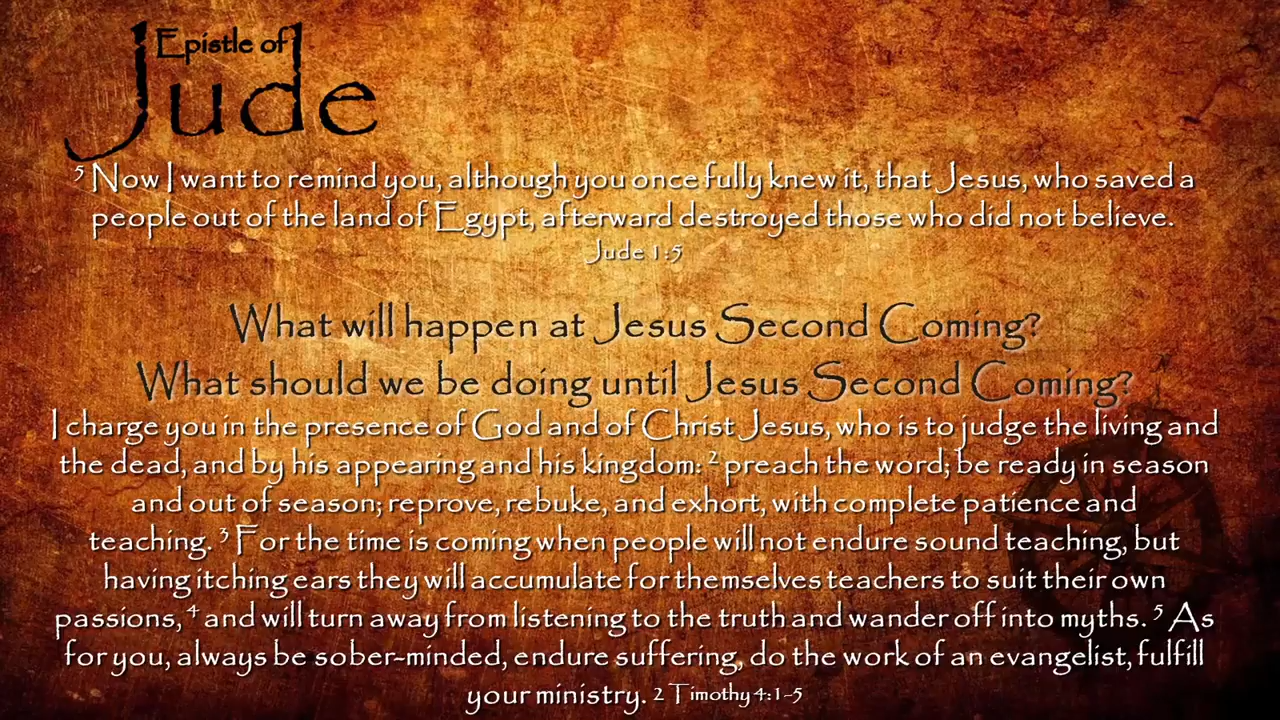 Epistle of
Jude
⁵ Now I want to remind you, although you once fully knew it, that Jesus, who saved a
people out of the land of Egypt, afterward destroyed those who did not believe.
Jude 1:5
What will happen at Jesus Second Coming?
What should we be doing until Jesus Second Coming?
I charge you in the presence of God and of Christ Jesus, who is to judge the living and
the dead, and by his appearing and his kingdom: ² preach the word; be ready in season
and out of season; reprove, rebuke, and exhort, with complete patience and
teaching. ³ For the time is coming when people will not endure sound teaching, but
having itching ears they will accumulate for themselves teachers to suit their own
passions, ⁴ and will turn away from listening to the truth and wander off into myths. ⁵ As
for you, always be sober-minded, endure suffering, do the work of an evangelist, fulfill
your ministry. 2 Timothy 4:1-5